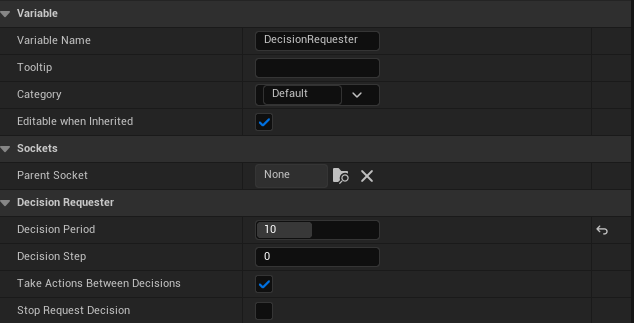 Variable
Variable Name DecisionRequester
Tooltip
Category Default
Editable when Inherited
Sockets
Parent Socket None
Decision Requester
Decision Period 10
Decision Step 0
Take Actions Between Decisions
Stop Request Decision